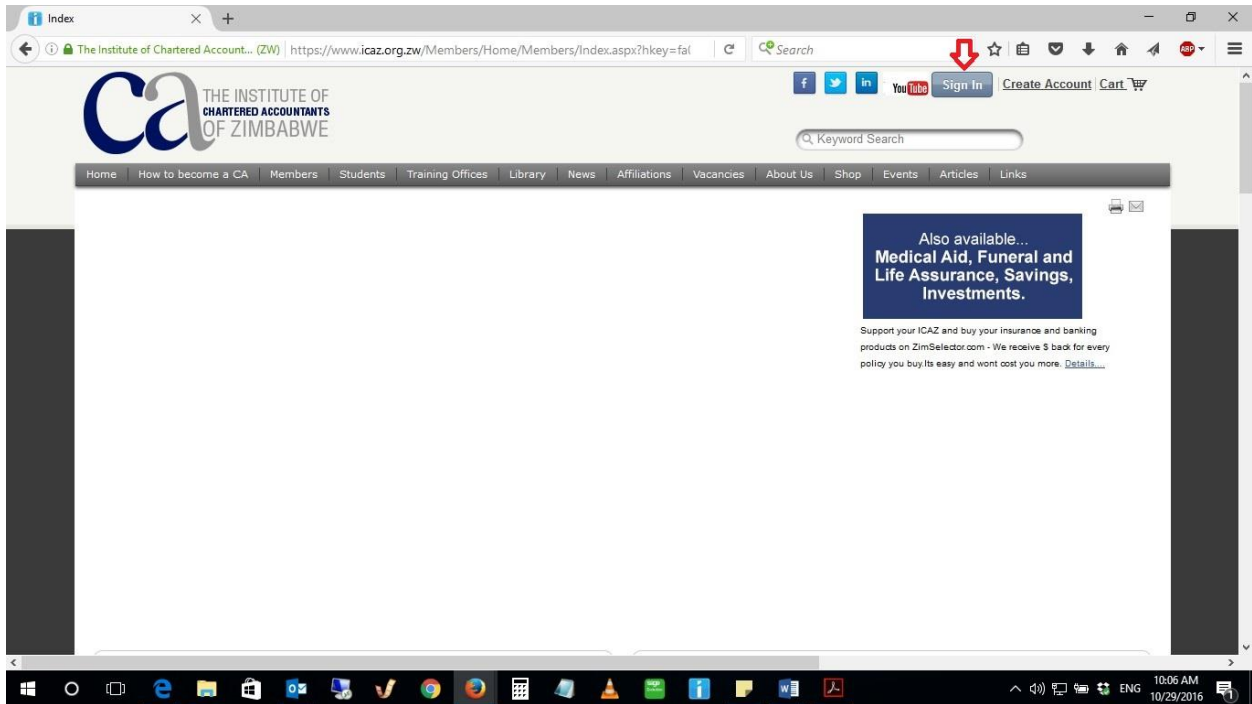 Index
The Institute of Chartered Account... (ZW)
https://www.icaz.org.zw/Members/Home/Members/Index.aspx?hkey=fa(
Search
ABP
ca
THE INSTITUTE OF
CHARTERED ACCOUNTANTS
OF ZIMBABWE
f
in
YouTube
Sign In
Create Account
Cart
Keyword Search
Home
How to become a CA
Members
Students
Training Offices
Library
News
Affiliations
Vacancies
About Us
Shop
Events
Articles
Links
Also available...
Medical Aid, Funeral and
Life Assurance, Savings,
Investments.
Support your ICAZ and buy your insurance and banking
products on ZimSelector.com - We receive $ back for every
policy you buy.Its easy and wont cost you more. Details....
ENG
10:06 AM
10/29/2016
1